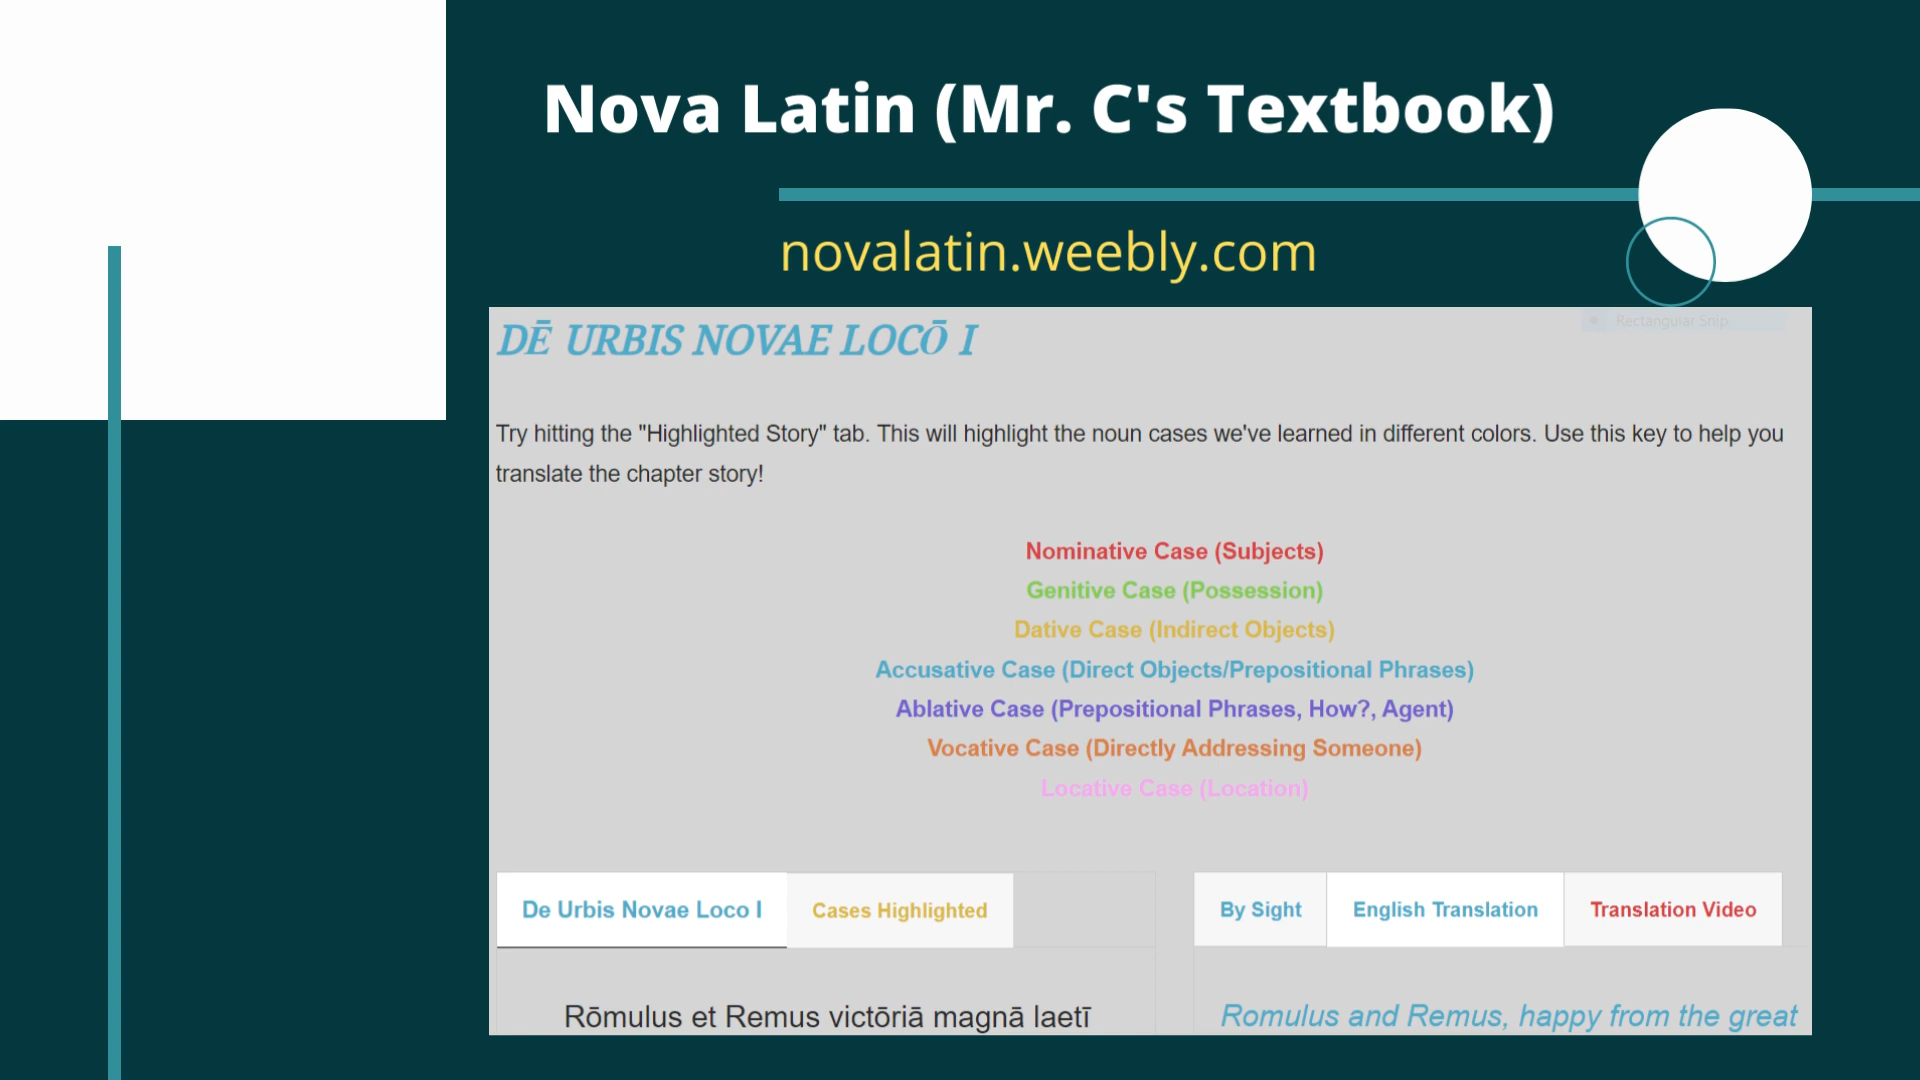 Nova Latin (Mr. C's Textbook)
novalatin.weebly.com
Rectangular Snip
DĒ URBIS NOVAE LOCŌ I
Try hitting the "Highlighted Story" tab. This will highlight the noun cases we've learned in different colors. Use this key to help you
translate the chapter story!
Nominative Case (Subjects)
Genitive Case (Possession)
Dative Case (Indirect Objects)
Accusative Case (Direct Objects/Prepositional Phrases)
Ablative Case (Prepositional Phrases, How?, Agent)
Vocative Case (Directly Addressing Someone)
Locative Case (Location)
De Urbis Novae Loco I
Cases Highlighted
By Sight
English Translation
Translation Video
Rōmulus et Remus victōriā magnā laetī
Romulus and Remus, happy from the great